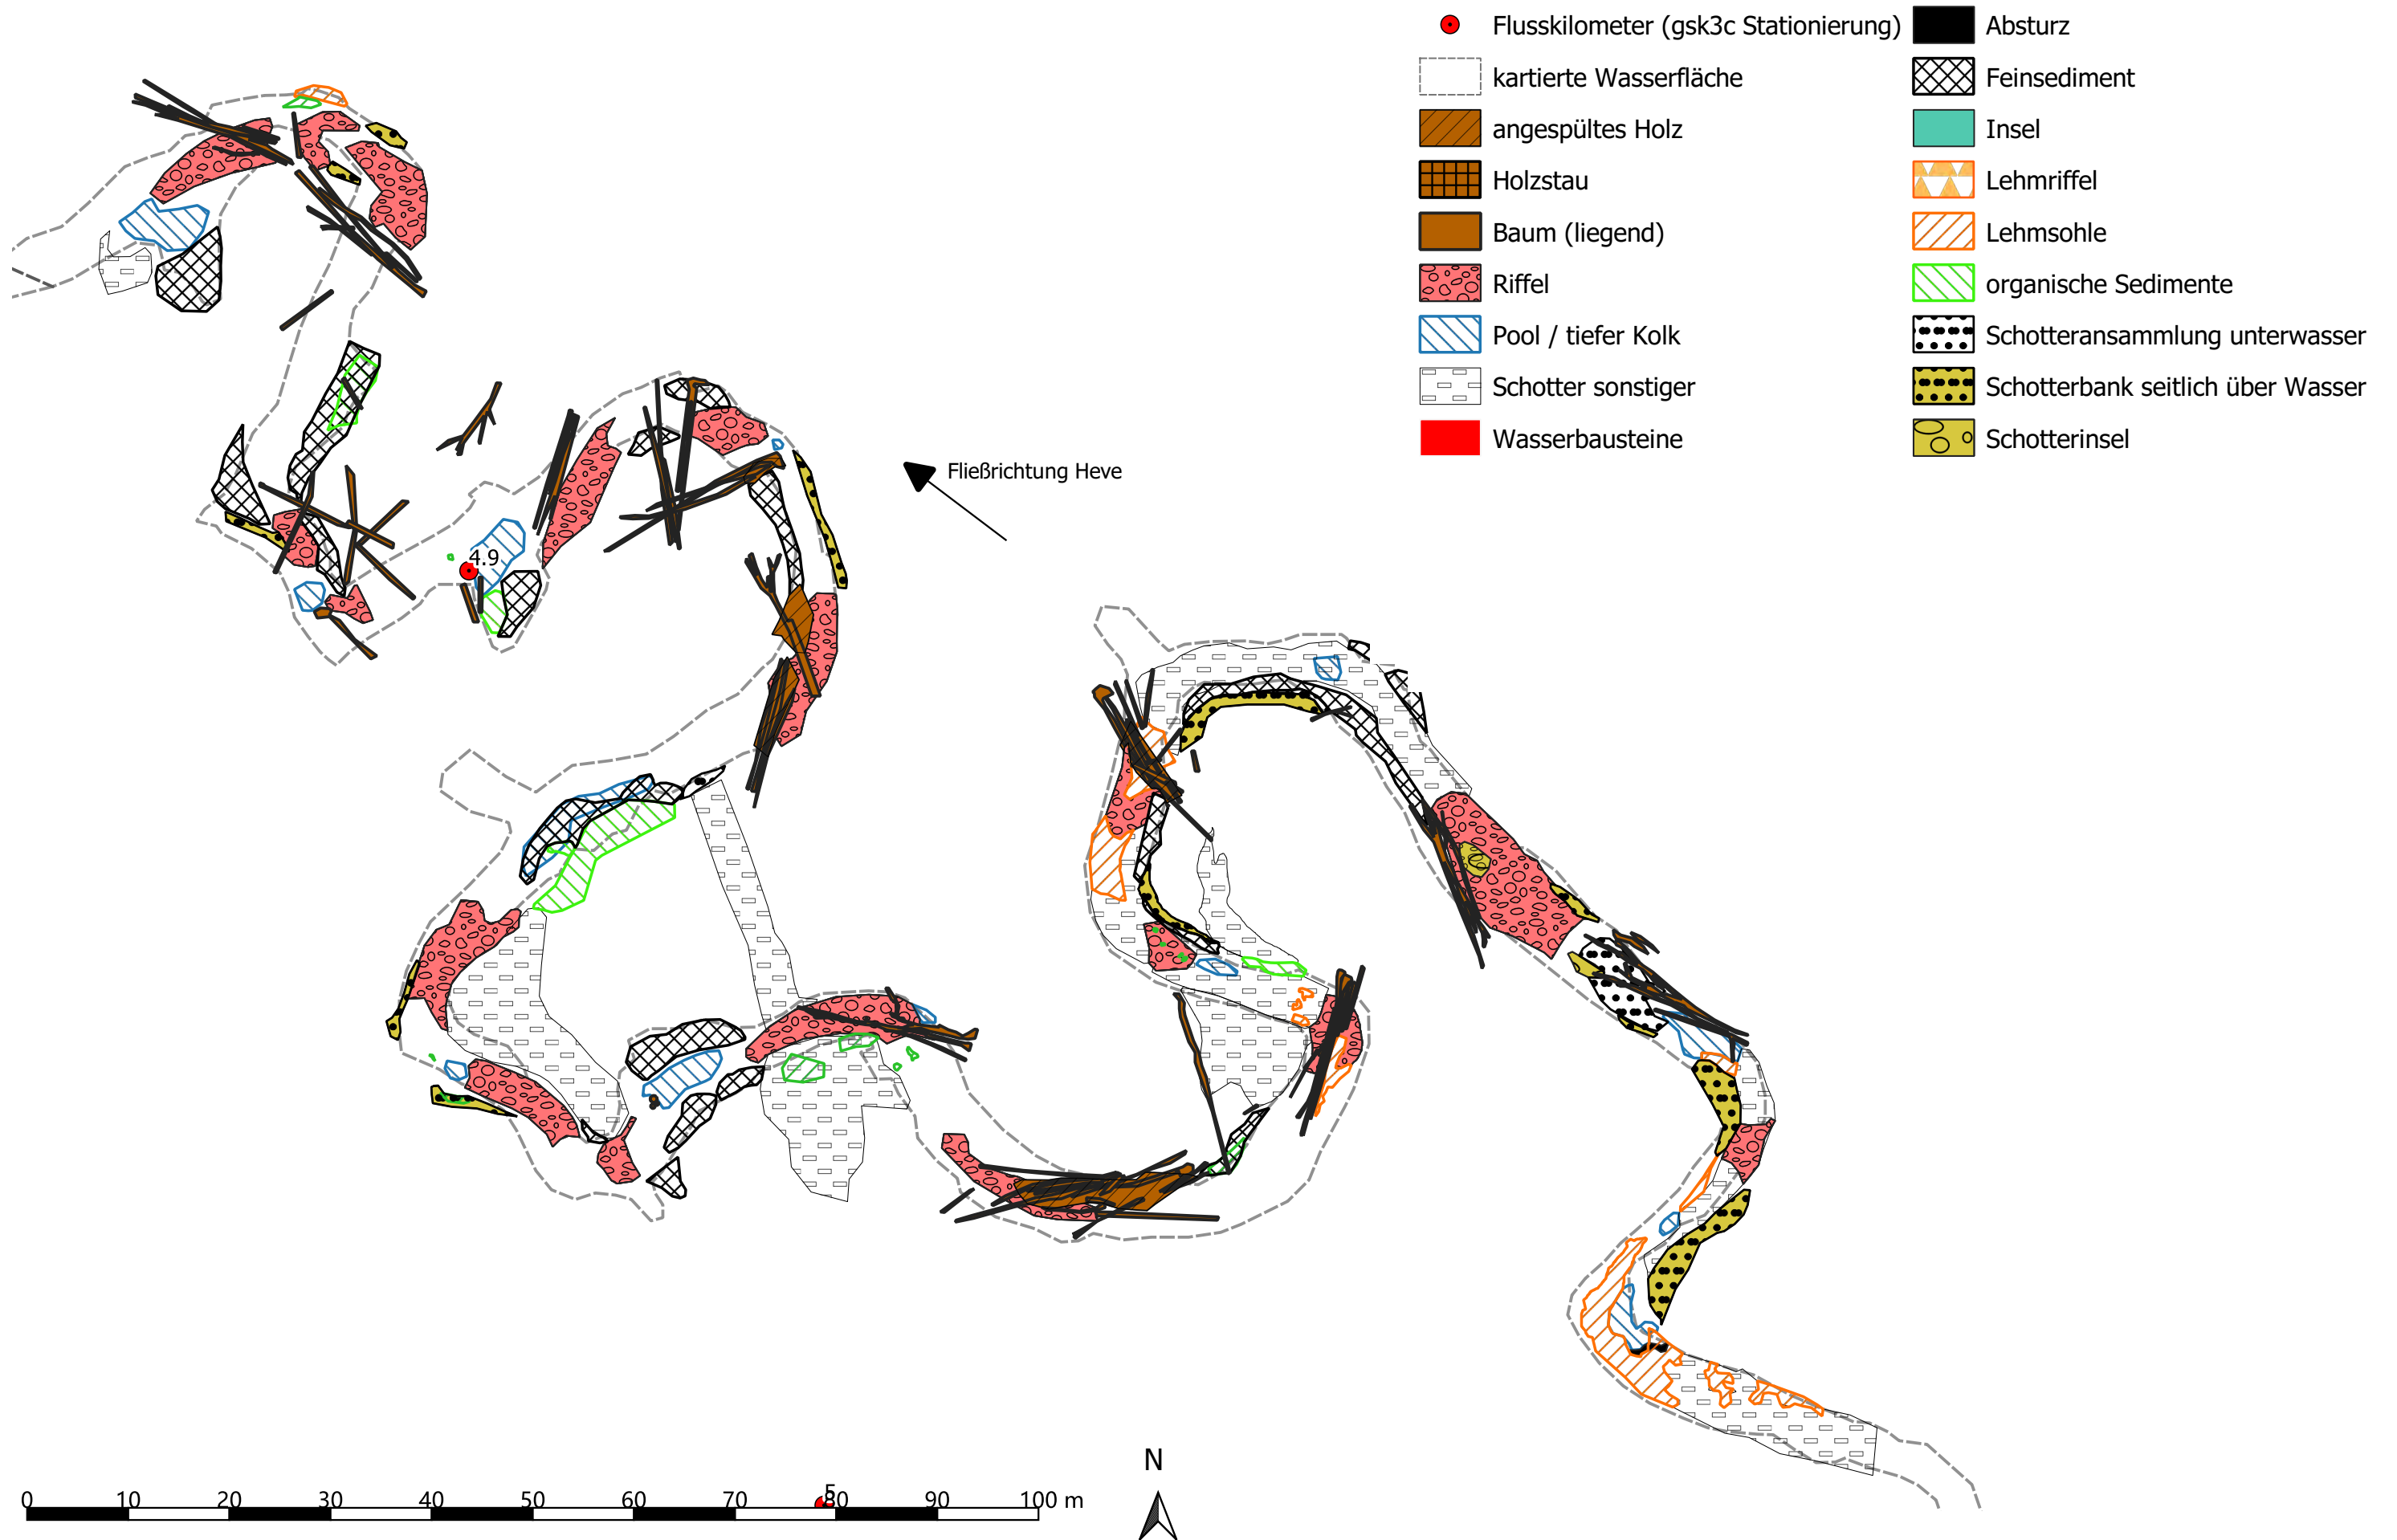 Flusskilometer (gsk3c Stationierung)
kartierte Wasserfläche
angespültes Holz
Holzstau
Baum (liegend)
Riffel
Pool / tiefer Kolk
Schotter sonstiger
Wasserbausteine
Absturz
Feinsediment
Insel
Lehmriffel
Lehmsohle
organische Sedimente
Schotteransammlung unterwasser
Schotterbank seitlich über Wasser
Schotterinsel
Fließrichtung Heve
4.9
N
5
0 10 20 30 40 50 60 70 80 90 100 m